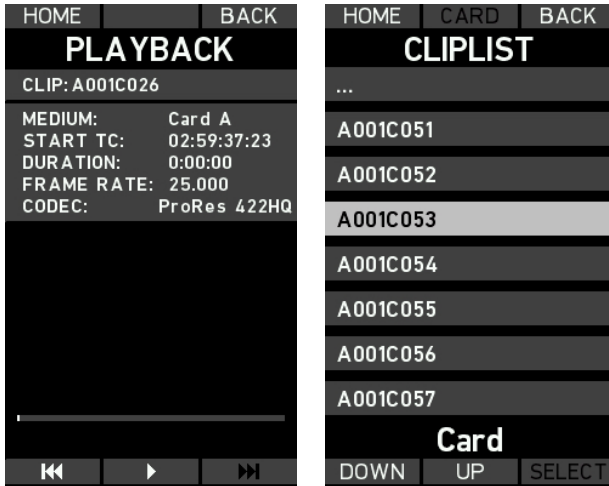 HOME BACK
PLAYBACK
CLIP: A001C026
MEDIUM: Card A
START TC: 02:59:37:23
DURATION: 0:00:00
FRAME RATE: 25.000
CODEC: ProRes 422HQ
HOME CARD BACK
CLIPLIST
...
A001C051
A001C052
A001C053
A001C054
A001C055
A001C056
A001C057
Card
DOWN UP SELECT